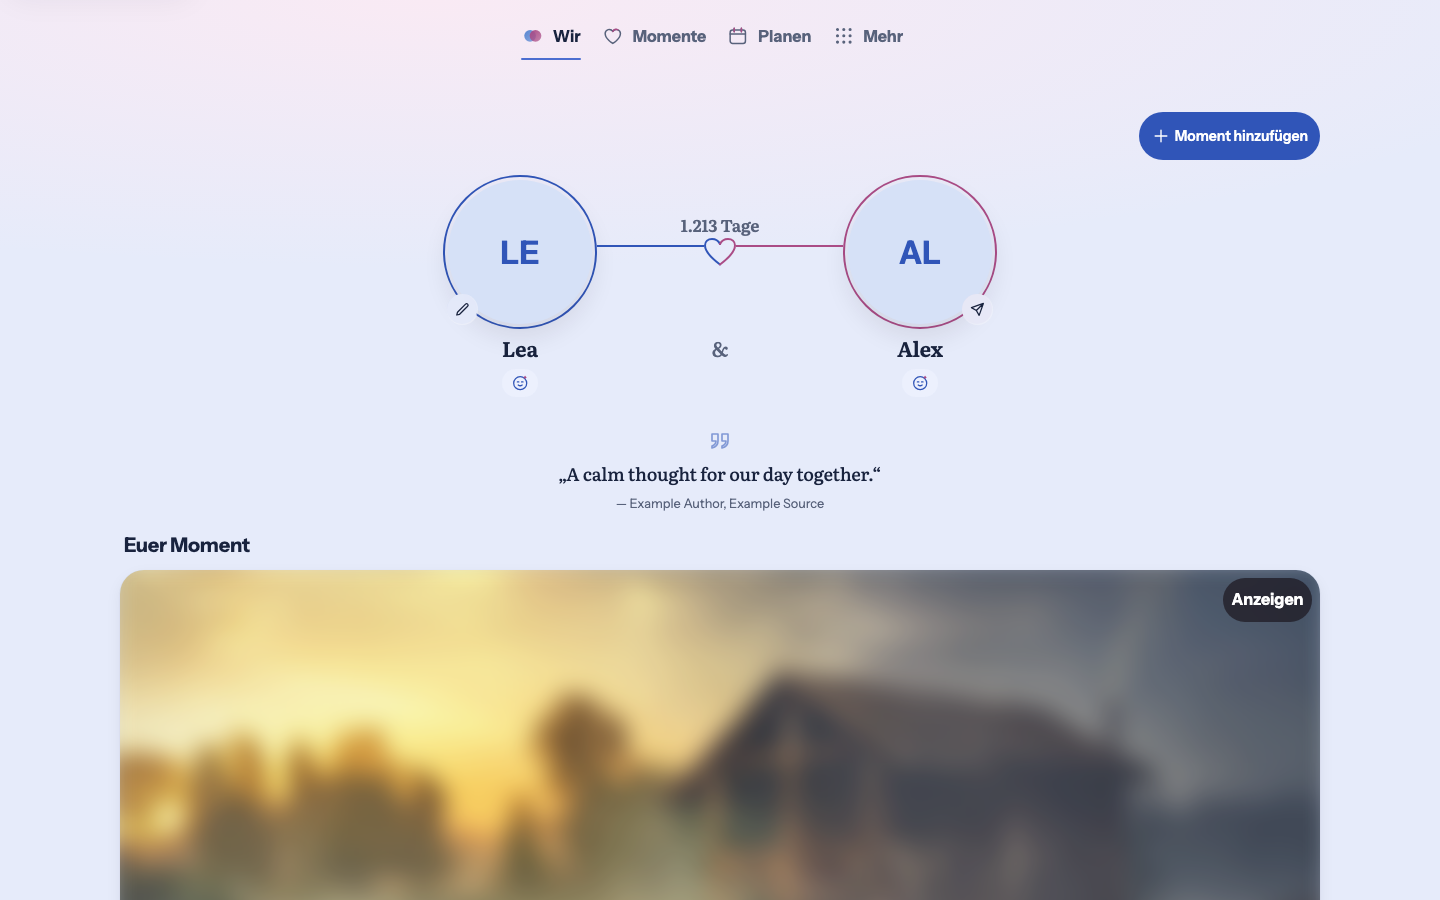 Wir
Momente
Planen
Mehr
Moment hinzufügen
LE
1.213 Tage
AL
Lea
&
Alex
„A calm thought for our day together.“
— Example Author, Example Source
Euer Moment
Anzeigen